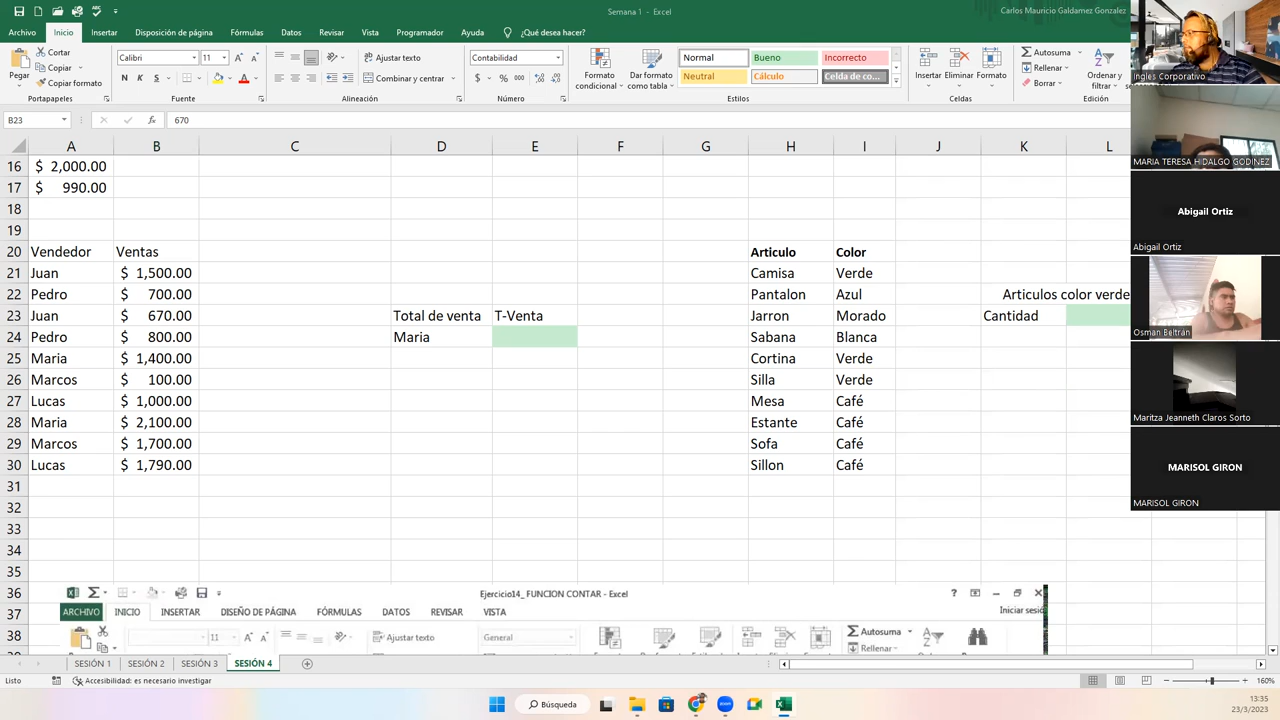 Semana 1 - Excel
Carlos Mauricio Galdamez Gonzalez
Archivo Inicio Insertar Disposición de página Fórmulas Datos Revisar Vista Programador Ayuda ¿Qué desea hacer?
Pegar
Cortar
Copiar
Copiar formato
Portapapeles
Calibri 11
N K S
Fuente
Ajustar texto
Combinar y centrar
Alineación
Contabilidad
$ % 000
Número
Formato condicional
Dar formato como tabla
Normal Bueno Incorrecto
Neutral Cálculo Celda de co...
Estilos
Insertar Eliminar Formato
Celdas
Autosuma
Rellenar
Borrar
Ordenar y filtrar
Edición
B23 fx 670
A B C D E F G H I J K L
16 $ 2,000.00
17 $ 990.00
18
19
20 Vendedor Ventas Articulo Color
21 Juan $ 1,500.00 Camisa Verde
22 Pedro $ 700.00 Pantalon Azul Articulos color verde
23 Juan $ 670.00 Total de venta T-Venta Jarron Morado Cantidad
24 Pedro $ 800.00 Maria Sabana Blanca
25 Maria $ 1,400.00 Cortina Verde
26 Marcos $ 100.00 Silla Verde
27 Lucas $ 1,000.00 Mesa Café
28 Maria $ 2,100.00 Estante Café
29 Marcos $ 1,700.00 Sofa Café
30 Lucas $ 1,790.00 Sillon Café
31
32
33
34
35
36
37
38
Ejercicio14_ FUNCION CONTAR - Excel
ARCHIVO INICIO INSERTAR DISEÑO DE PÁGINA FÓRMULAS DATOS REVISAR VISTA
Iniciar sesió
11 Ajustar texto General Autosuma
Rellenar
SESIÓN 1 SESIÓN 2 SESIÓN 3 SESIÓN 4
Listo Accesibilidad: es necesario investigar 160%
Búsqueda
13:35
23/3/2023
Ingles Corporativo
MARIA TERESA HIDALGO GODINEZ
Abigail Ortiz
Abigail Ortiz
Osman Beltrán
Maritza Jeanneth Claros Sorto
MARISOL GIRON
MARISOL GIRON